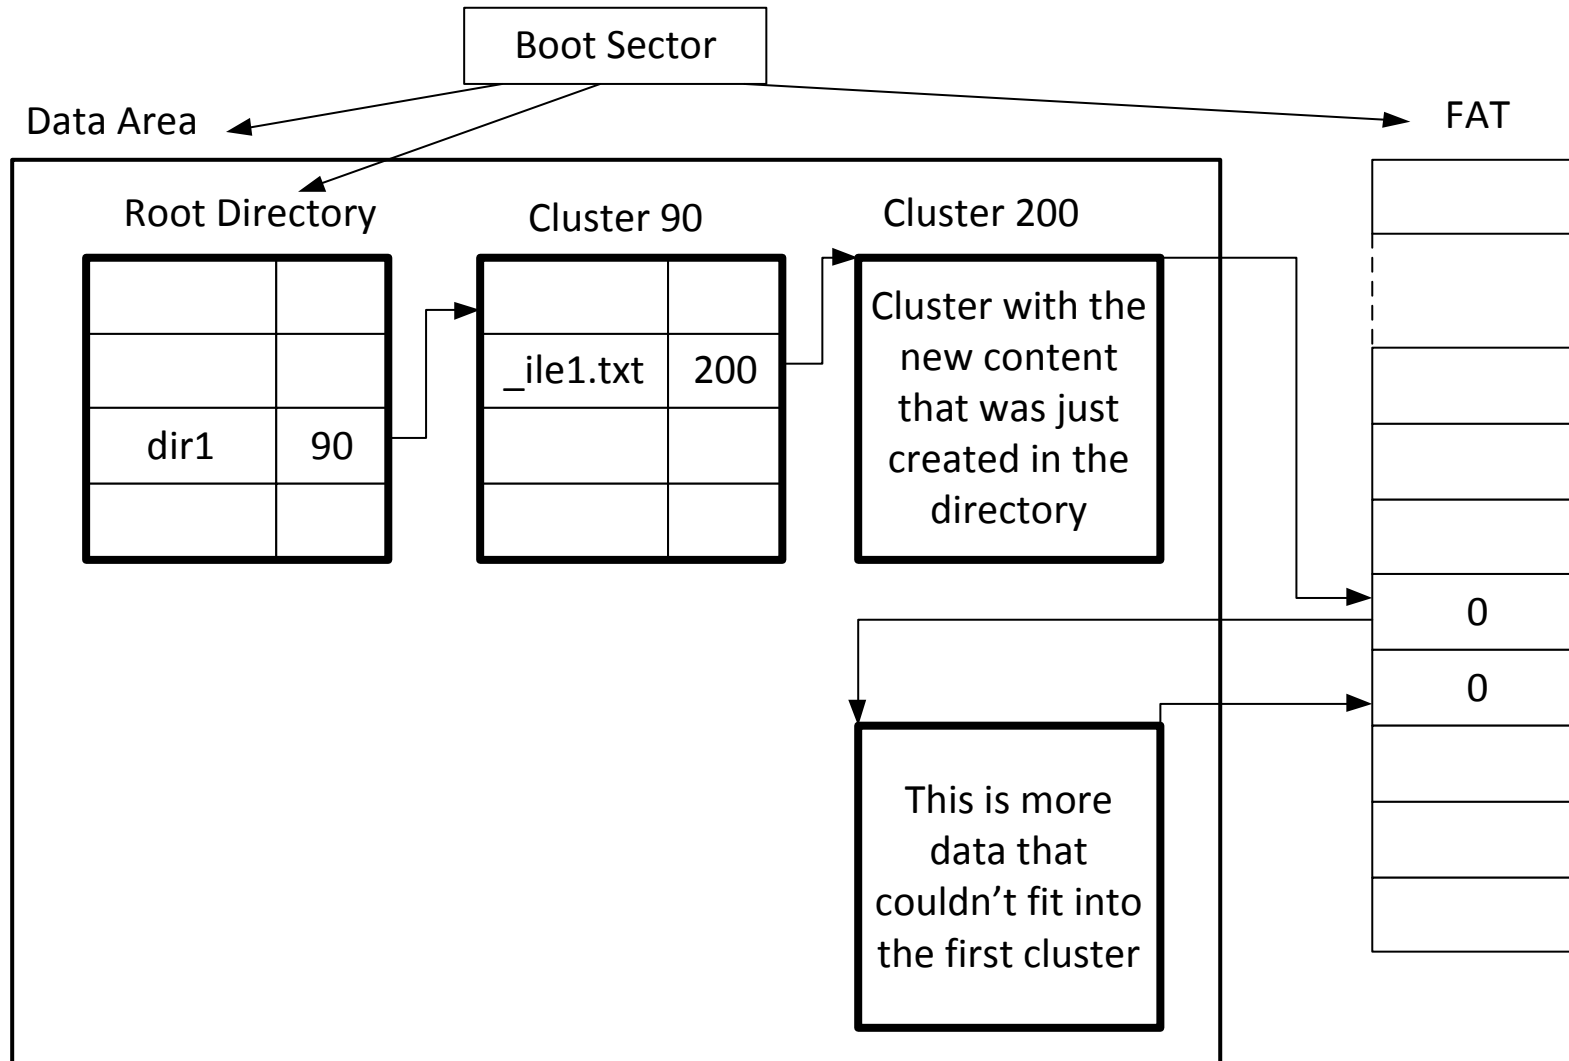 Boot Sector
Data Area
FAT
Root Directory
Cluster 90
Cluster 200
dir1 90
_ile1.txt 200
Cluster with the
new content
that was just
created in the
directory
0
0
This is more
data that
couldn’t fit into
the first cluster